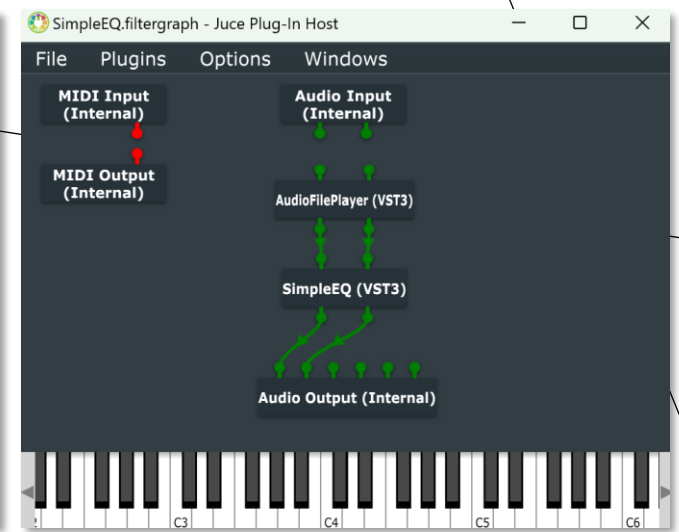 SimpleEQ.filtergraph - Juce Plug-In Host
File Plugins Options Windows
MIDI Input
(Internal)
Audio Input
(Internal)
MIDI Output
(Internal)
AudioFilePlayer (VST3)
SimpleEQ (VST3)
Audio Output (Internal)
C3 C4 C5 C6